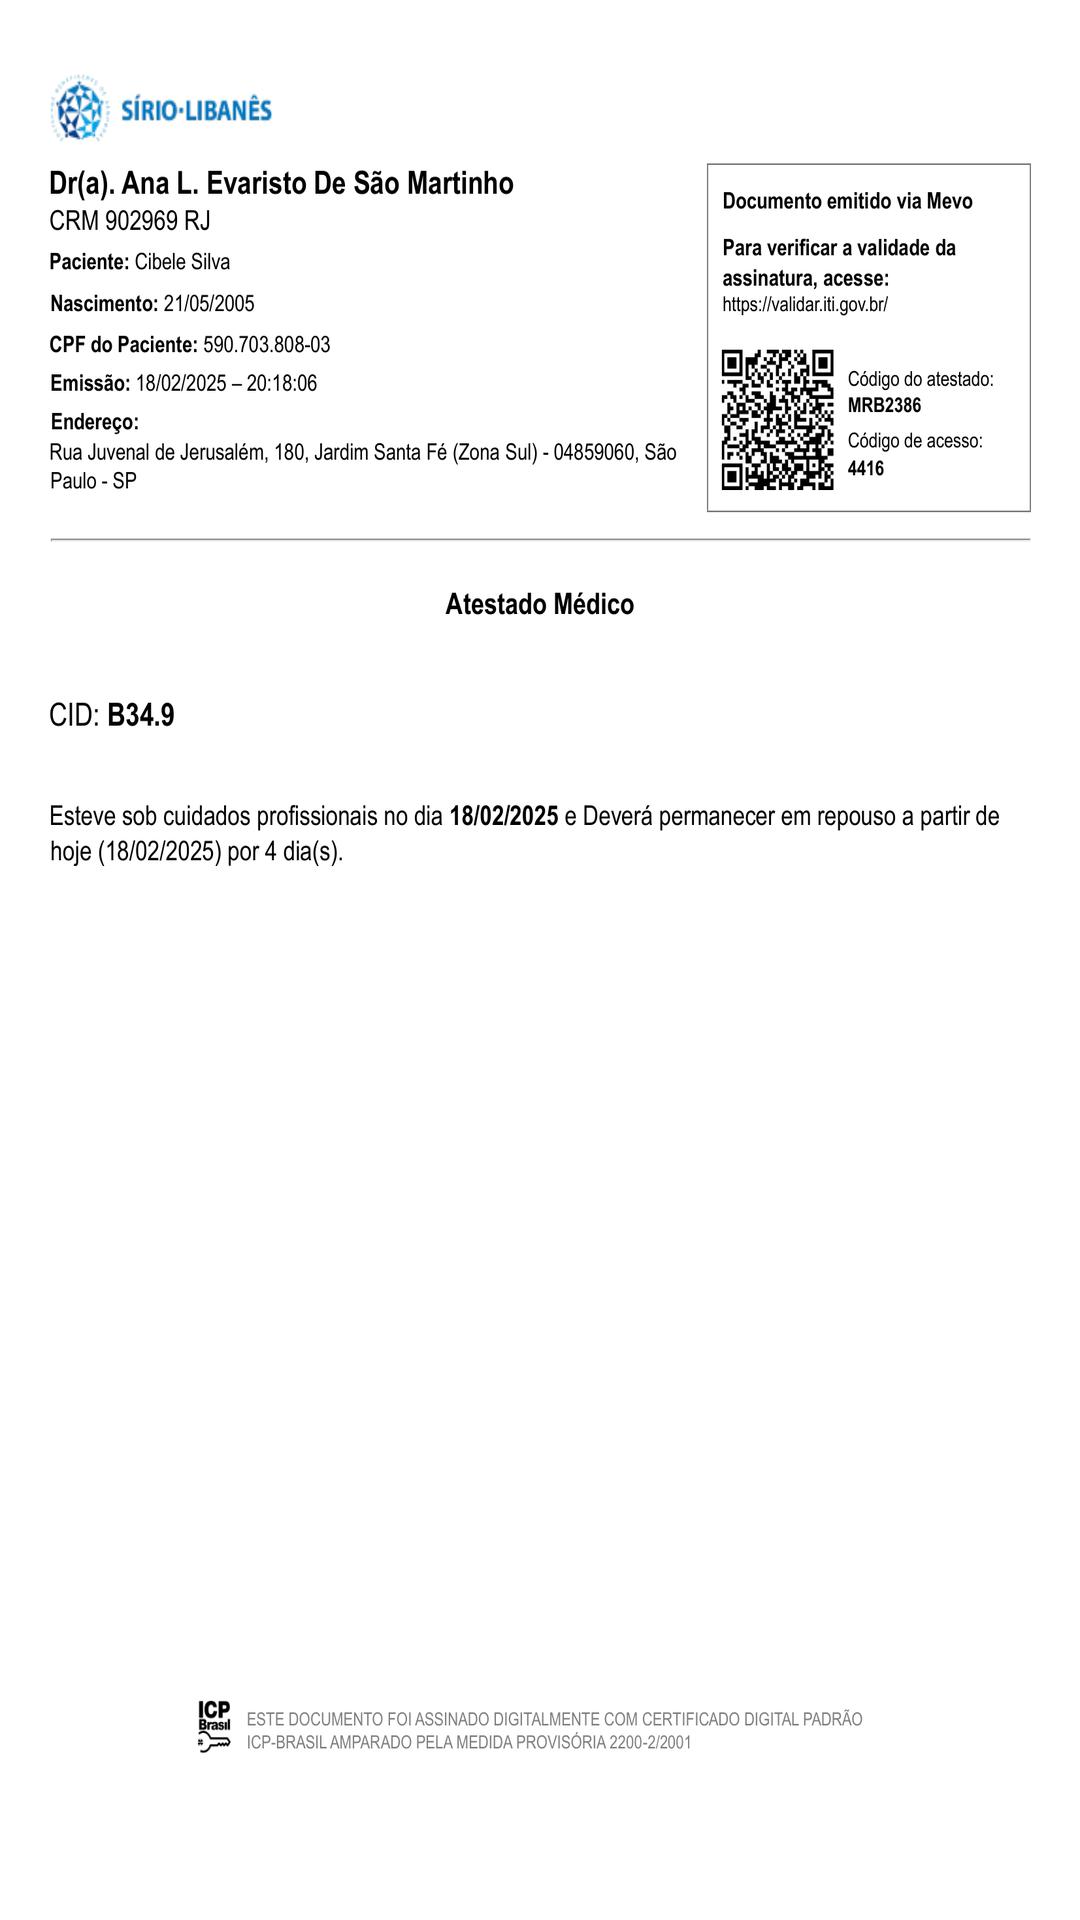 SÍRIO·LIBANÊS
Dr(a). Ana L. Evaristo De São Martinho
CRM 902969 RJ
Paciente: Cibele Silva
Nascimento: 21/05/2005
CPF do Paciente: 590.703.808-03
Emissão: 18/02/2025 – 20:18:06
Endereço:
Rua Juvenal de Jerusalém, 180, Jardim Santa Fé (Zona Sul) - 04859060, São
Paulo - SP
Documento emitido via Mevo
Para verificar a validade da
assinatura, acesse:
https://validar.iti.gov.br/
Código do atestado:
MRB2386
Código de acesso:
4416
Atestado Médico
CID: B34.9
Esteve sob cuidados profissionais no dia 18/02/2025 e Deverá permanecer em repouso a partir de
hoje (18/02/2025) por 4 dia(s).
ICP
Brasil
ESTE DOCUMENTO FOI ASSINADO DIGITALMENTE COM CERTIFICADO DIGITAL PADRÃO
ICP-BRASIL AMPARADO PELA MEDIDA PROVISÓRIA 2200-2/2001